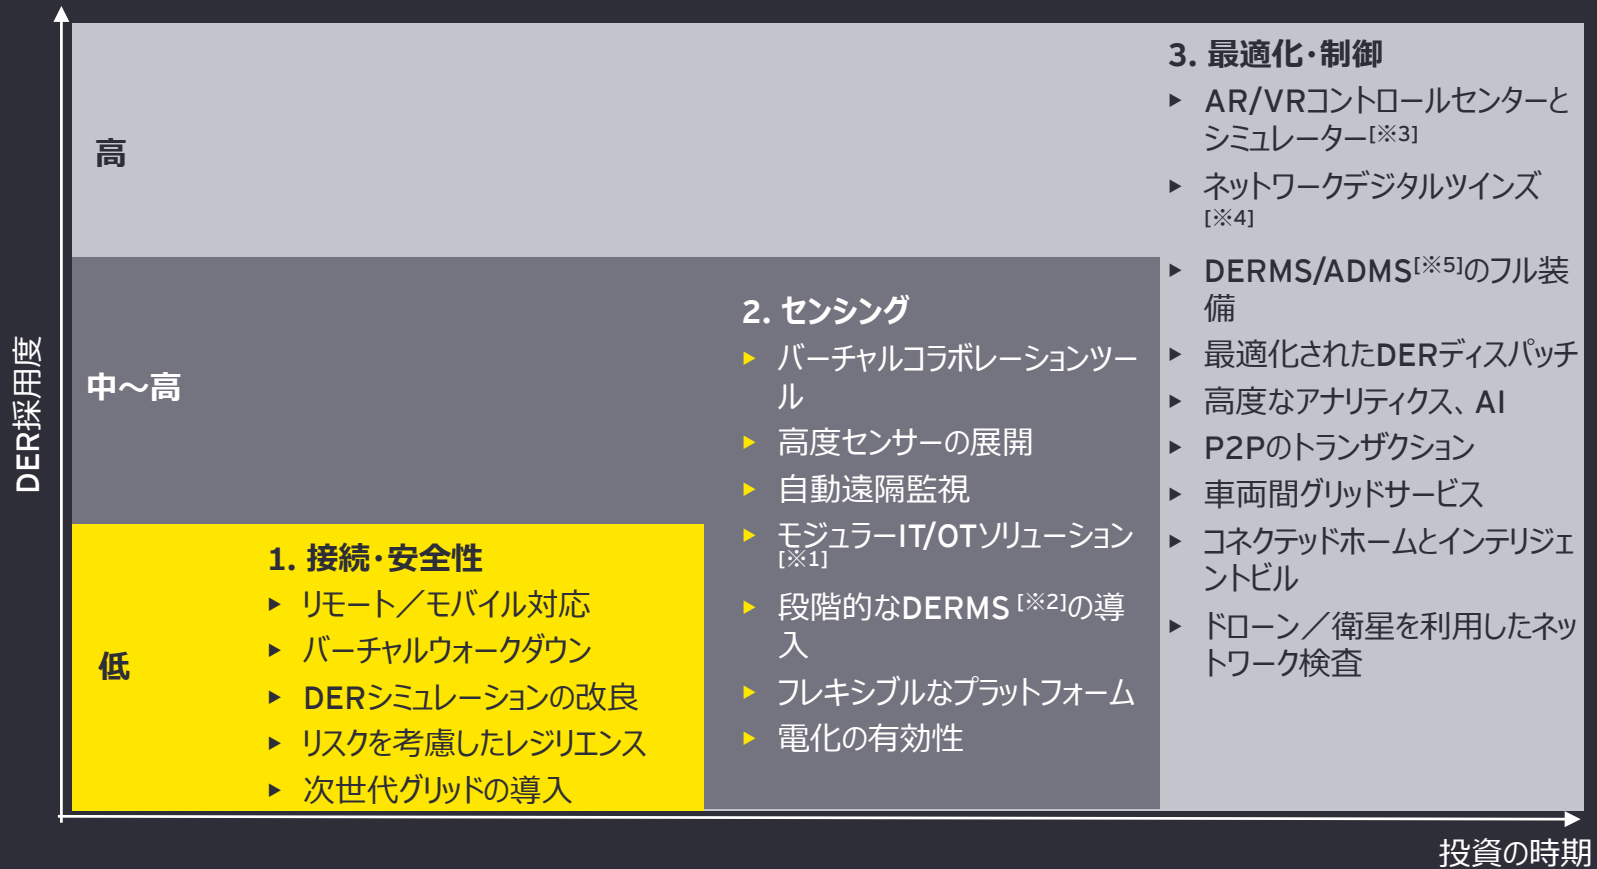 DER採用度
高
中～高
低
1. 接続・安全性
▶ リモート／モバイル対応
▶ バーチャルウォークダウン
▶ DERシミュレーションの改良
▶ リスクを考慮したレジリエンス
▶ 次世代グリッドの導入
2. センシング
▶ バーチャルコラボレーションツー
ル
▶ 高度センサーの展開
▶ 自動遠隔監視
▶ モジュラーIT/OTソリューション
[※1]
▶ 段階的なDERMS [※2]の導
入
▶ フレキシブルなプラットフォーム
▶ 電化の有効性
3. 最適化・制御
▶ AR/VRコントロールセンターと
シミュレーター[※3]
▶ ネットワークデジタルツインズ
[※4]
▶ DERMS/ADMS[※5]のフル装
備
▶ 最適化されたDERディスパッチ
▶ 高度なアナリティクス、AI
▶ P2Pのトランザクション
▶ 車両間グリッドサービス
▶ コネクテッドホームとインテリジェ
ントビル
▶ ドローン／衛星を利用したネッ
トワーク検査
投資の時期